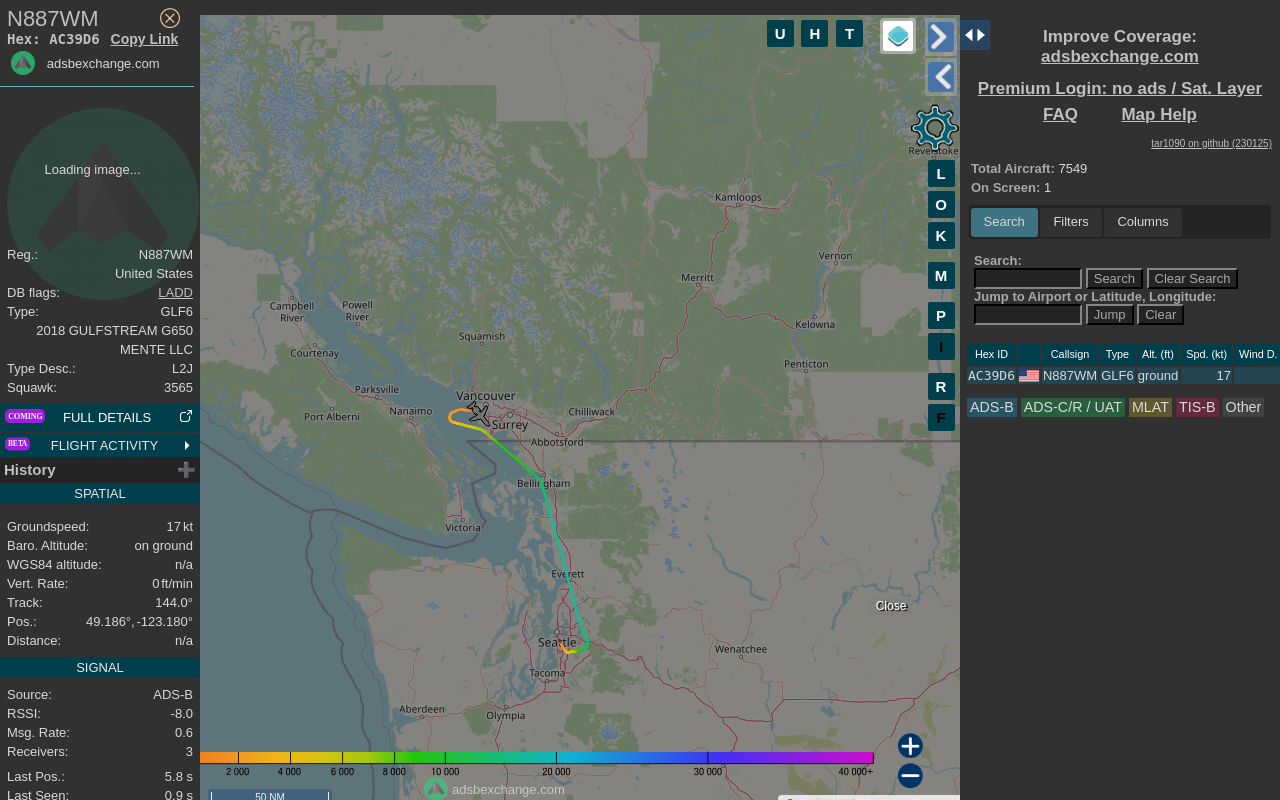 N887WM
Hex: AC39D6 Copy Link
adsbexchange.com
Loading image...
Reg.: N887WM
United States
DB flags: LADD
Type: GLF6
2018 GULFSTREAM G650
MENTE LLC
Type Desc.: L2J
Squawk: 3565
COMING FULL DETAILS
BETA FLIGHT ACTIVITY
History
SPATIAL
Groundspeed: 17 kt
Baro. Altitude: on ground
WGS84 altitude: n/a
Vert. Rate: 0 ft/min
Track: 144.0°
Pos.: 49.186°, -123.180°
Distance: n/a
SIGNAL
Source: ADS-B
RSSI: -8.0
Msg. Rate: 0.6
Receivers: 3
Last Pos.: 5.8 s
Last Seen: 0.9 s
U H T
L
O
K
M
P
I
R
F
Revelstoke
Kamloops
Vernon
Merritt
Campbell
River
Powell
River
Kelowna
Squamish
Courtenay
Penticton
Parksville
Vancouver
Nanaimo
Port Alberni
Chilliwack
Surrey
Abbotsford
Bellingham
Victoria
Everett
Close
Seattle
Wenatchee
Tacoma
Aberdeen
Olympia
2 000 4 000 6 000 8 000 10 000 20 000 30 000 40 000+
adsbexchange.com
50 NM
Improve Coverage:
adsbexchange.com
Premium Login: no ads / Sat. Layer
FAQ Map Help
tar1090 on github (230125)
Total Aircraft: 7549
On Screen: 1
Search Filters Columns
Search:
Search Clear Search
Jump to Airport or Latitude, Longitude:
Jump Clear
Hex ID Callsign Type Alt. (ft) Spd. (kt) Wind D.
AC39D6 N887WM GLF6 ground 17
ADS-B ADS-C/R / UAT MLAT TIS-B Other